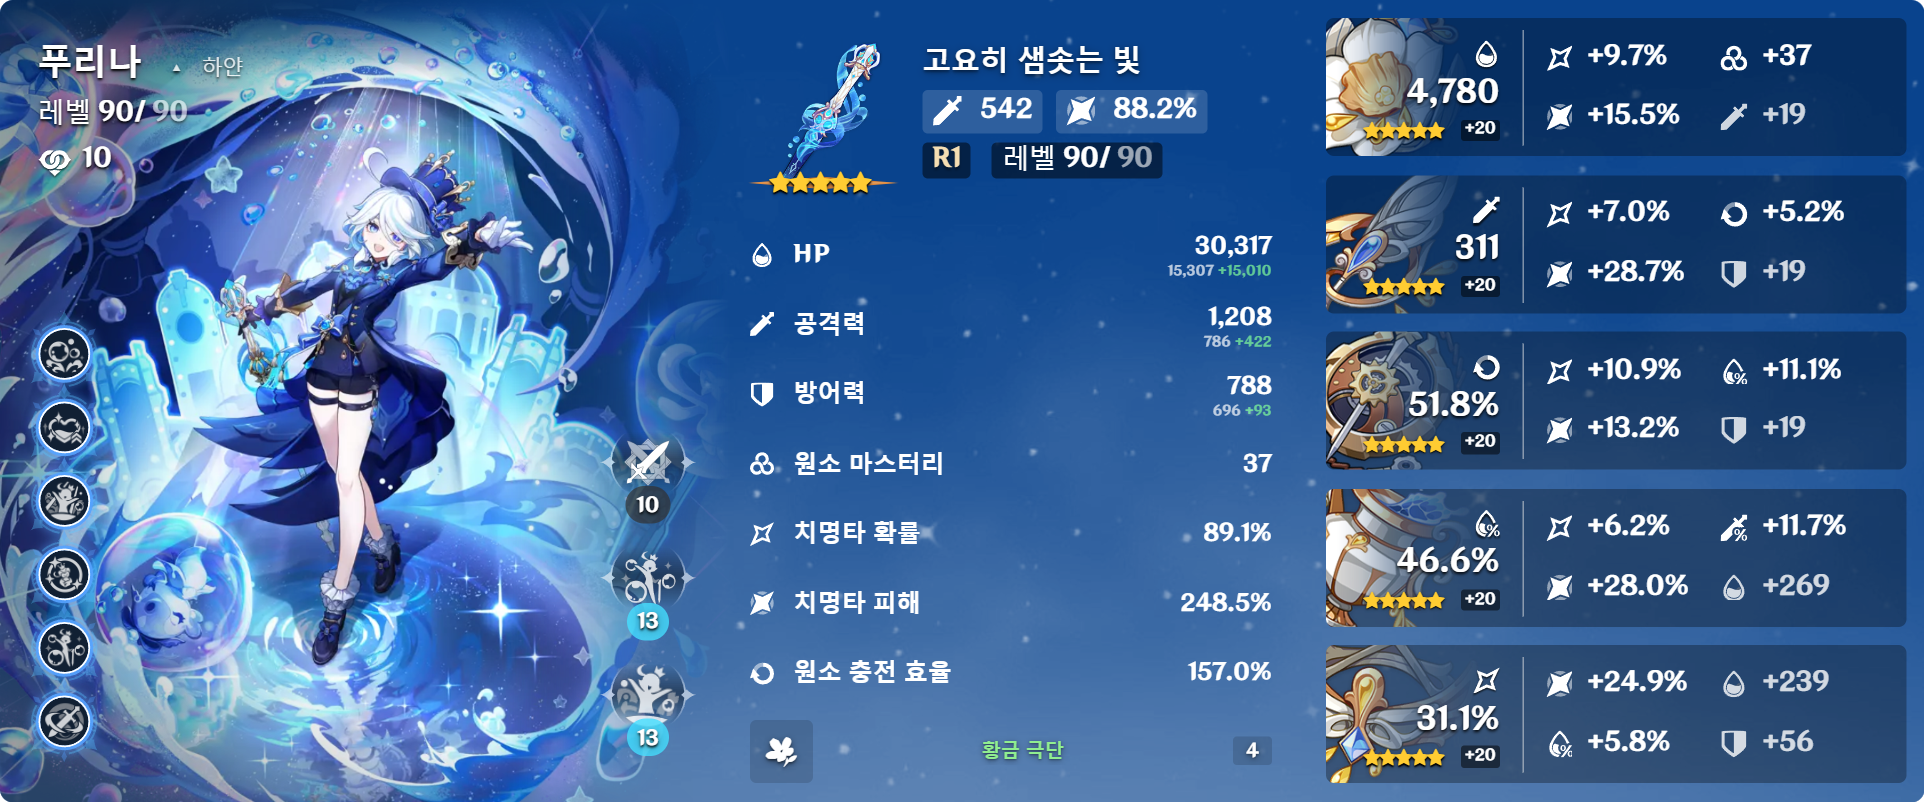 푸리나 ▲ 하얀
레벨 90/ 90
10
10
13
13
고요히 샘솟는 빛
542 88.2%
R1 레벨 90/ 90
HP 30,317
15,307 +15,010
공격력 1,208
786 +422
방어력 788
696 +93
원소 마스터리 37
치명타 확률 89.1%
치명타 피해 248.5%
원소 충전 효율 157.0%
황금 극단 4
4,780 +20
+9.7% +37
+15.5% +19
311 +20
+7.0% +5.2%
+28.7% +19
51.8% +20
+10.9% +11.1%
+13.2% +19
46.6% +20
+6.2% +11.7%
+28.0% +269
31.1% +20
+24.9% +239
+5.8% +56